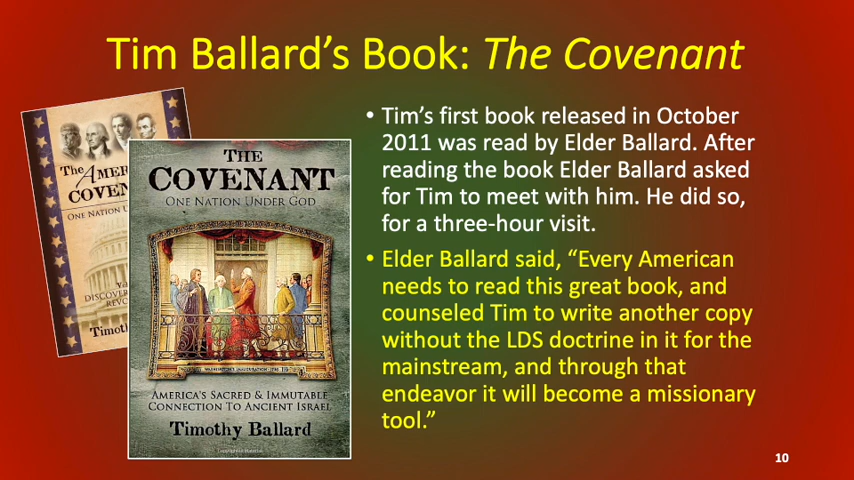 Tim Ballard’s Book: The Covenant
The AMER
COVEN
ONE NATION U
DISCOVER
REVO
Timoth
THE
COVENANT
ONE NATION UNDER GOD
AMERICA'S SACRED & IMMUTABLE
CONNECTION TO ANCIENT ISRAEL
Timothy Ballard
• Tim’s first book released in October
2011 was read by Elder Ballard. After
reading the book Elder Ballard asked
for Tim to meet with him. He did so,
for a three-hour visit.
• Elder Ballard said, “Every American
needs to read this great book, and
counseled Tim to write another copy
without the LDS doctrine in it for the
mainstream, and through that
endeavor it will become a missionary
tool.”
10